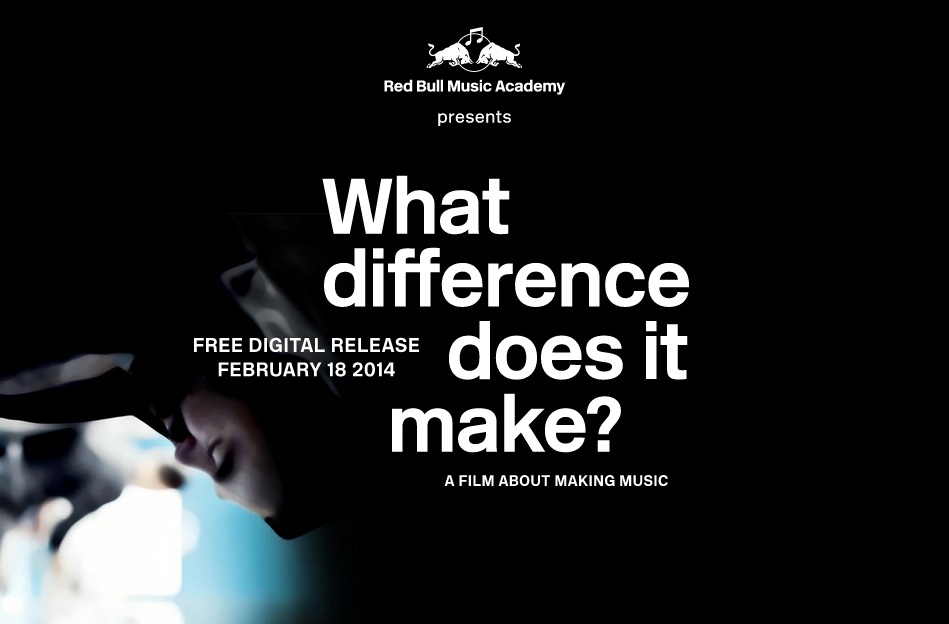 Red Bull Music Academy
presents
What
difference
does it
make?
FREE DIGITAL RELEASE
FEBRUARY 18 2014
A FILM ABOUT MAKING MUSIC